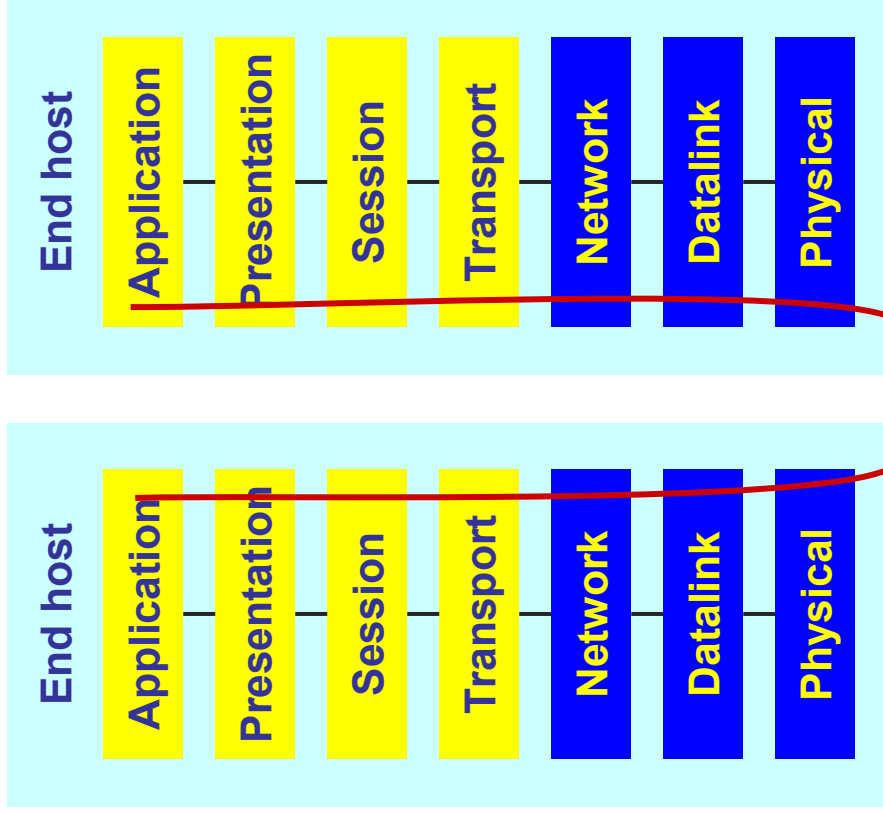 End host
Application
Presentation
Session
Transport
Network
Datalink
Physical
End host
Application
Presentation
Session
Transport
Network
Datalink
Physical